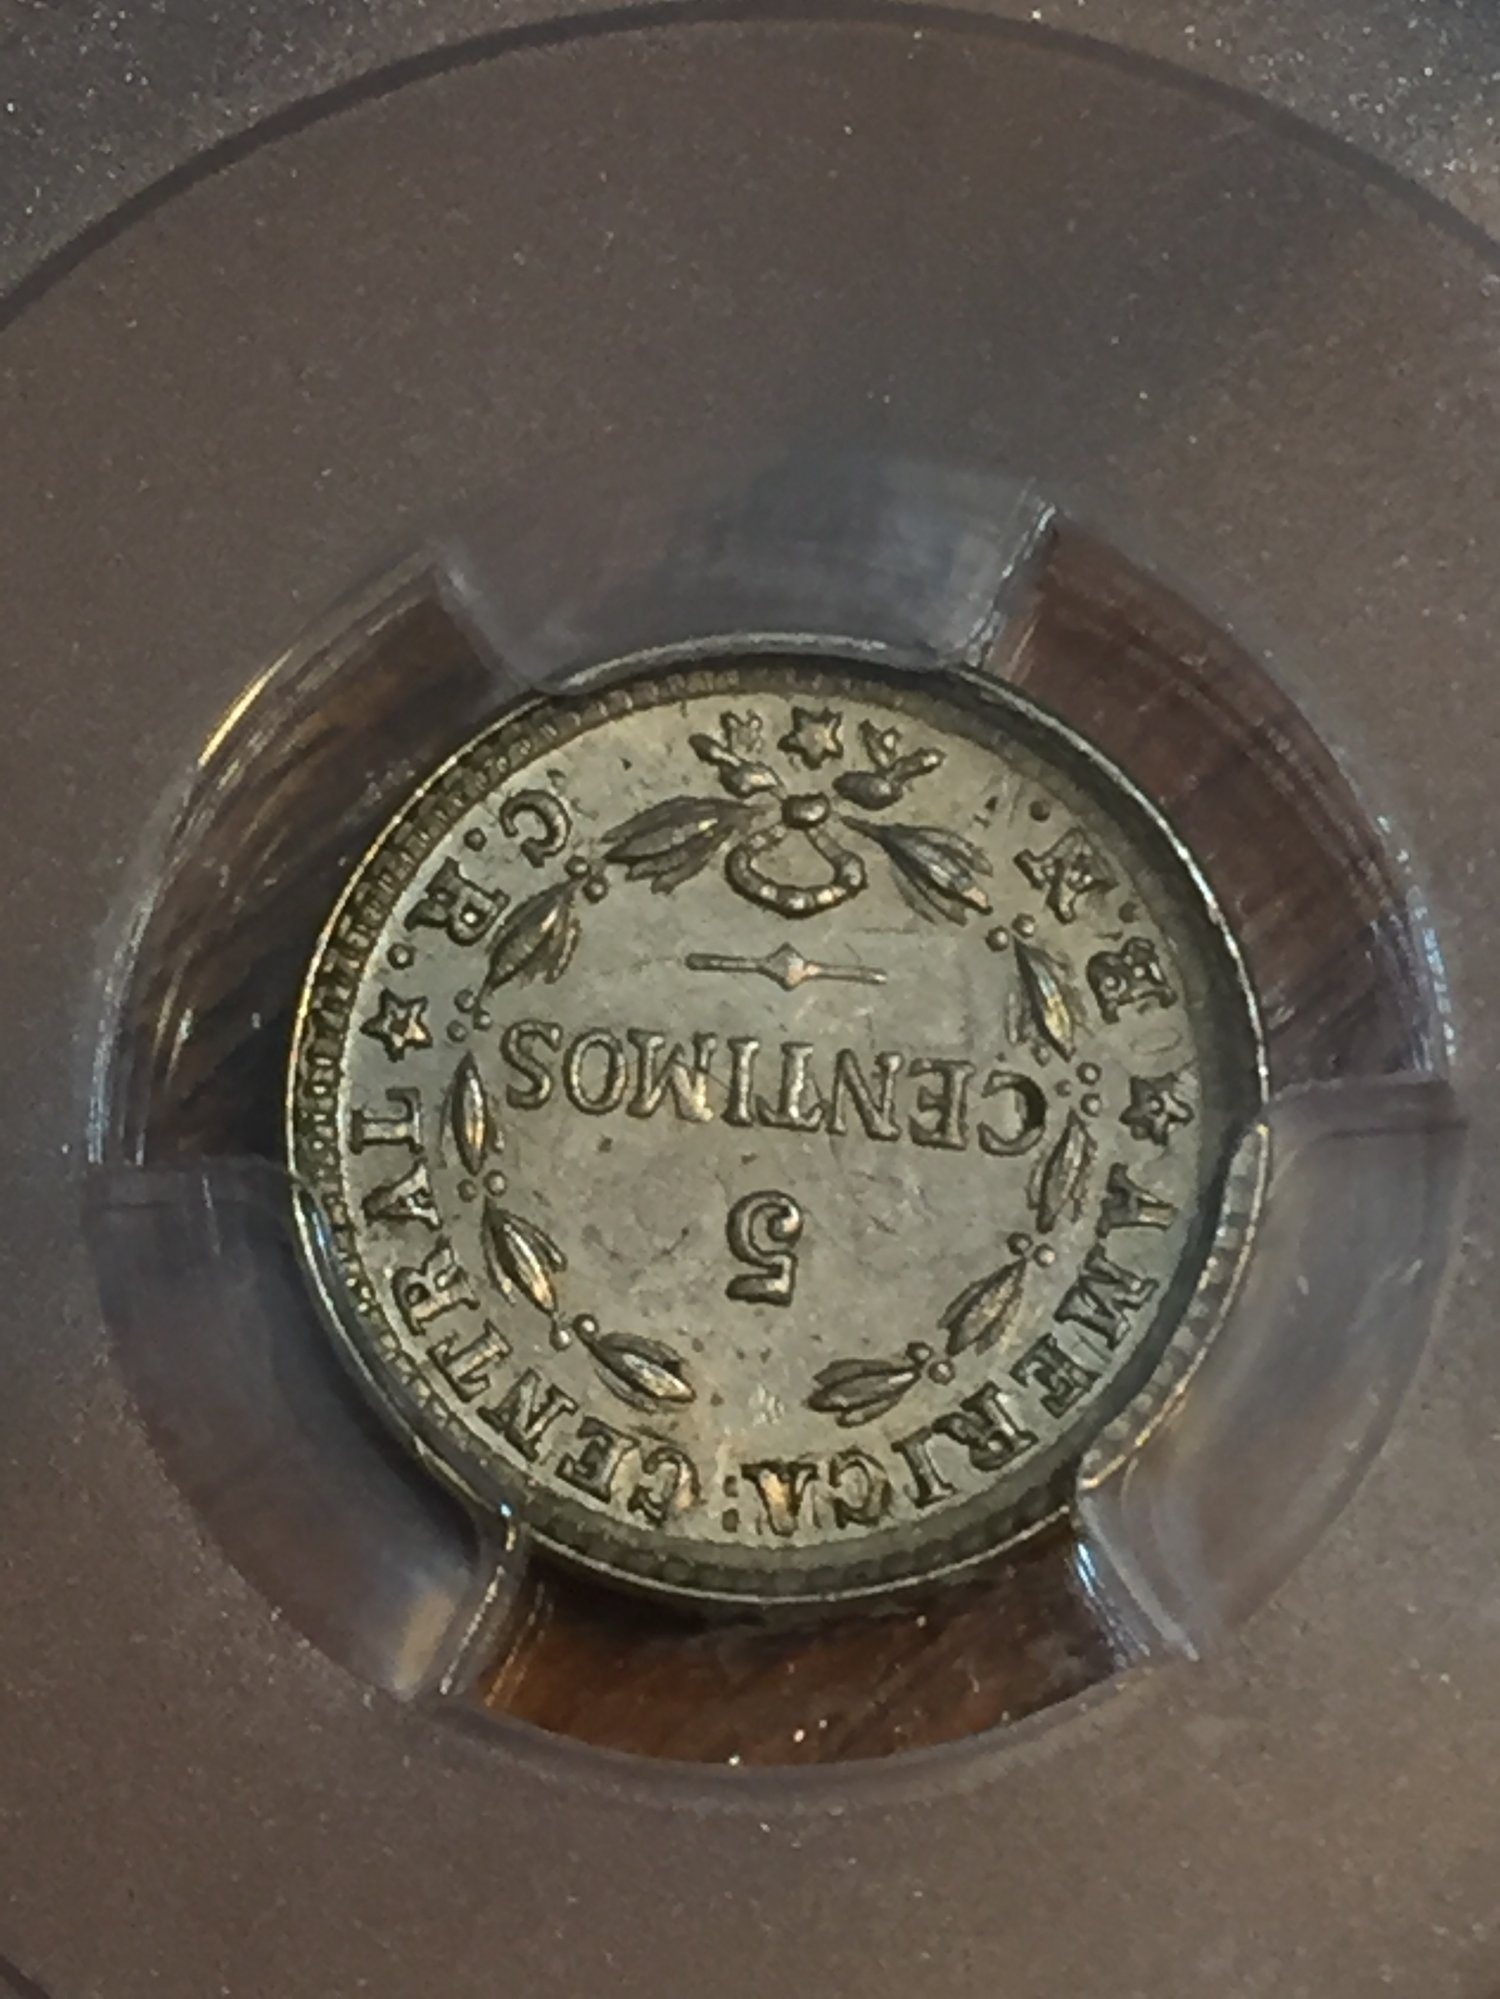 AMERICA: CENTRAL
5
CENTIMOS
B.A. C.R.